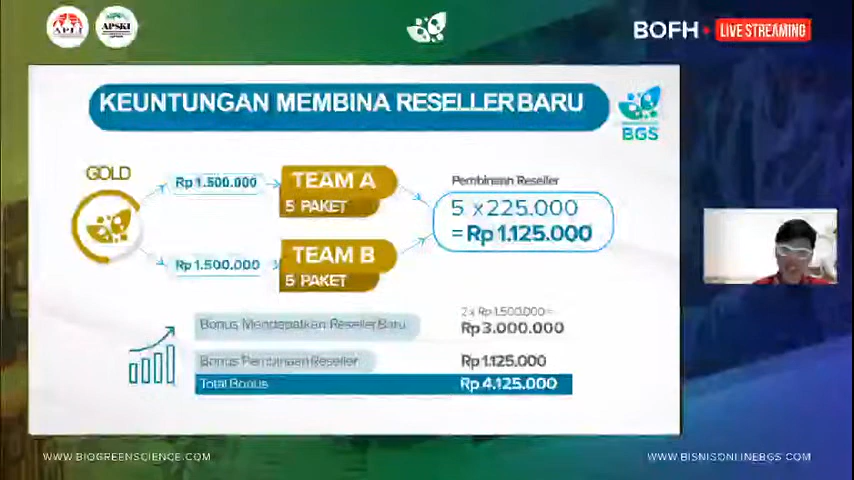 APLI
APSKI
BOFH
LIVE STREAMING
KEUNTUNGAN MEMBINA RESELLER BARU
BGS
GOLD
Rp 1.500.000
TEAM A
5 PAKET
Pembinaan Reseller
5 x 225.000
= Rp 1.125.000
Rp 1.500.000
TEAM B
5 PAKET
Bonus Mendapatkan Reseller Baru
2 x Rp 1.500.000=
Rp 3.000.000
Bonus Pembinaan Reseller
Rp 1.125.000
Total Bonus
Rp 4.125.000
WWW.BIOGREENSCIENCE.COM
WWW.BISNISONLINEBGS.COM